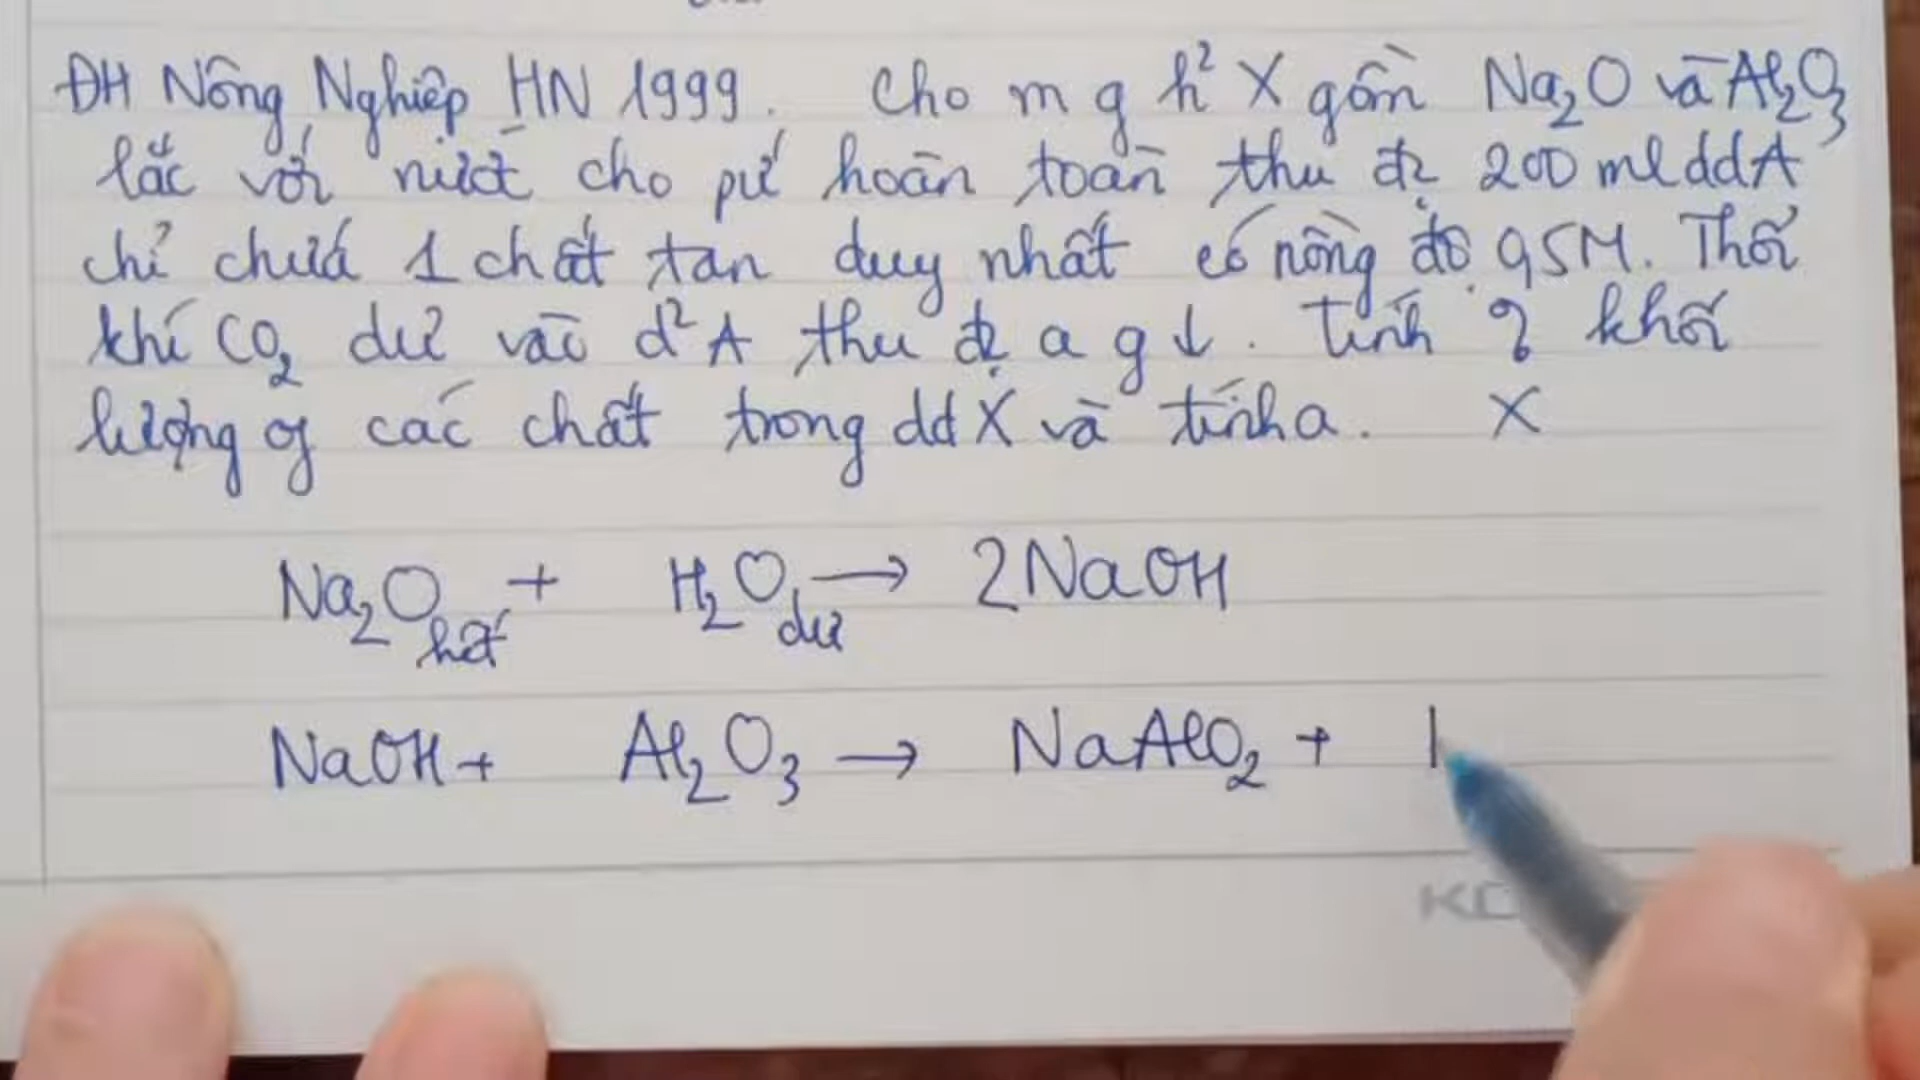 ĐH Nông Nghiệp HN 1999. Cho m g h² X gồm Na₂O và Al₂O₃
lắc với nước cho pứ hoàn toàn thu đc 200 ml ddA
chỉ chứa 1 chất tan duy nhất có nồng độ 0,5M. Thổi
khí CO₂ dư vào d² A thu đc a g ↓. Tính % khối
lượng of các chất trong dd X và tính a. X
Na₂O hết + H₂O dư → 2NaOH
NaOH + Al₂O₃ → NaAlO₂ +